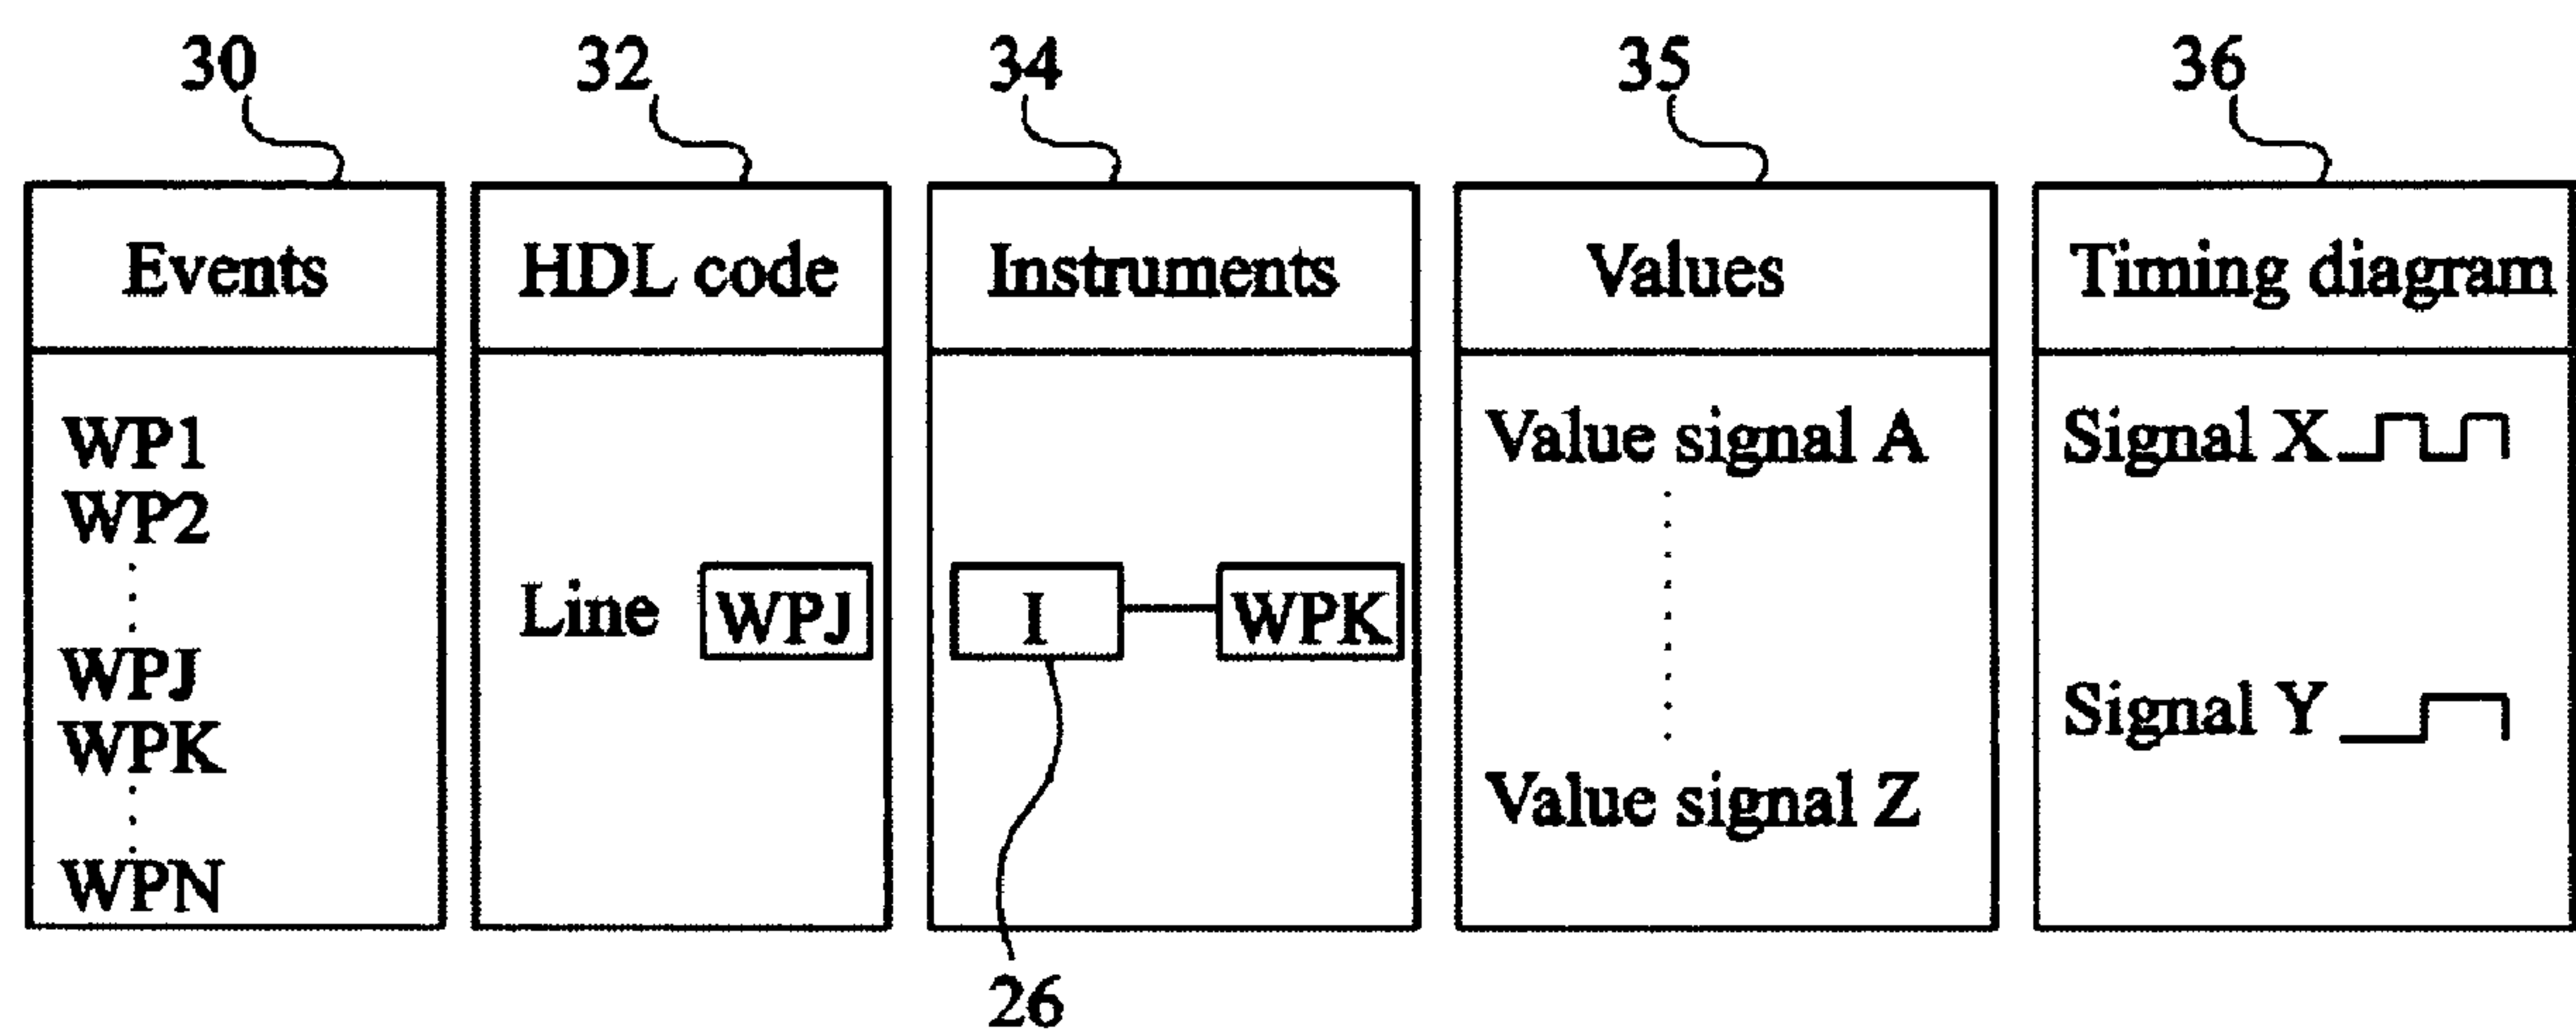 30 32 34 35 36
Events HDL code Instruments Values Timing diagram
WP1
WP2
WPJ
WPK
WPN
Line WPJ
I WPK
Value signal A
Value signal Z
Signal X
Signal Y
26